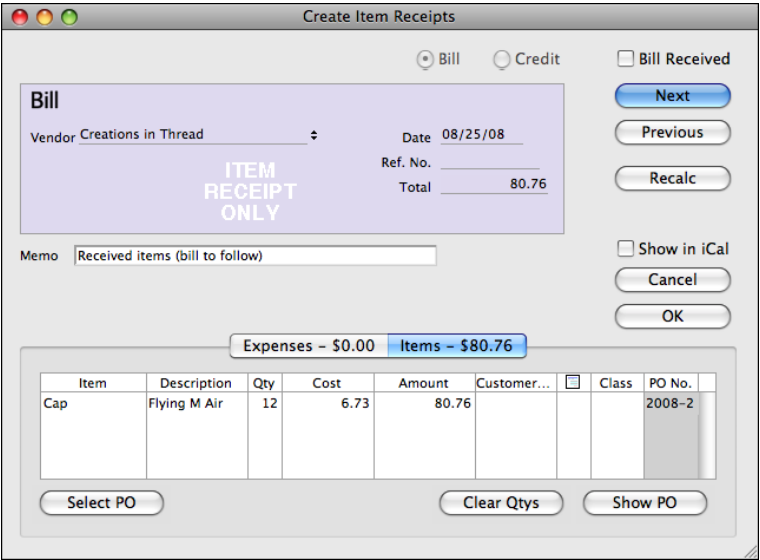 Create Item Receipts
Bill Credit Bill Received
Bill
Next
Vendor Creations in Thread Date 08/25/08
Previous
Ref. No.
ITEM
RECEIPT
ONLY
Total 80.76
Recalc
Memo Received items (bill to follow)
Show in iCal
Cancel
OK
Expenses – $0.00 Items – $80.76
Item Description Qty Cost Amount Customer... Class PO No.
Cap Flying M Air 12 6.73 80.76 2008-2
Select PO Clear Qtys Show PO